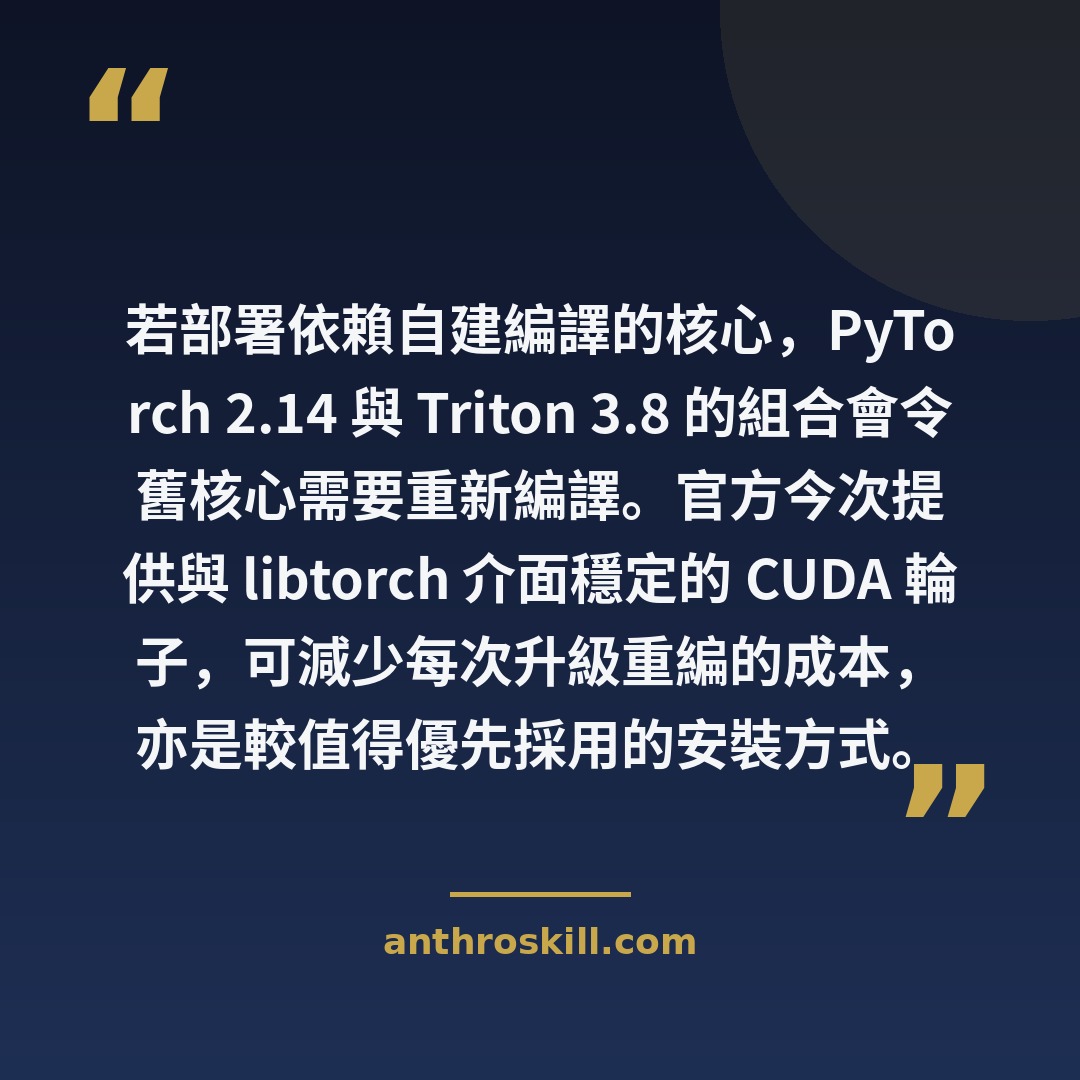 “
若部署依賴自建編譯的核心，PyTo
rch 2.14 與 Triton 3.8 的組合會令
舊核心需要重新編譯。官方今次提
供與 libtorch 介面穩定的 CUDA 輪
子，可減少每次升級重編的成本，
亦是較值得優先採用的安裝方式。
”
anthroskill.com